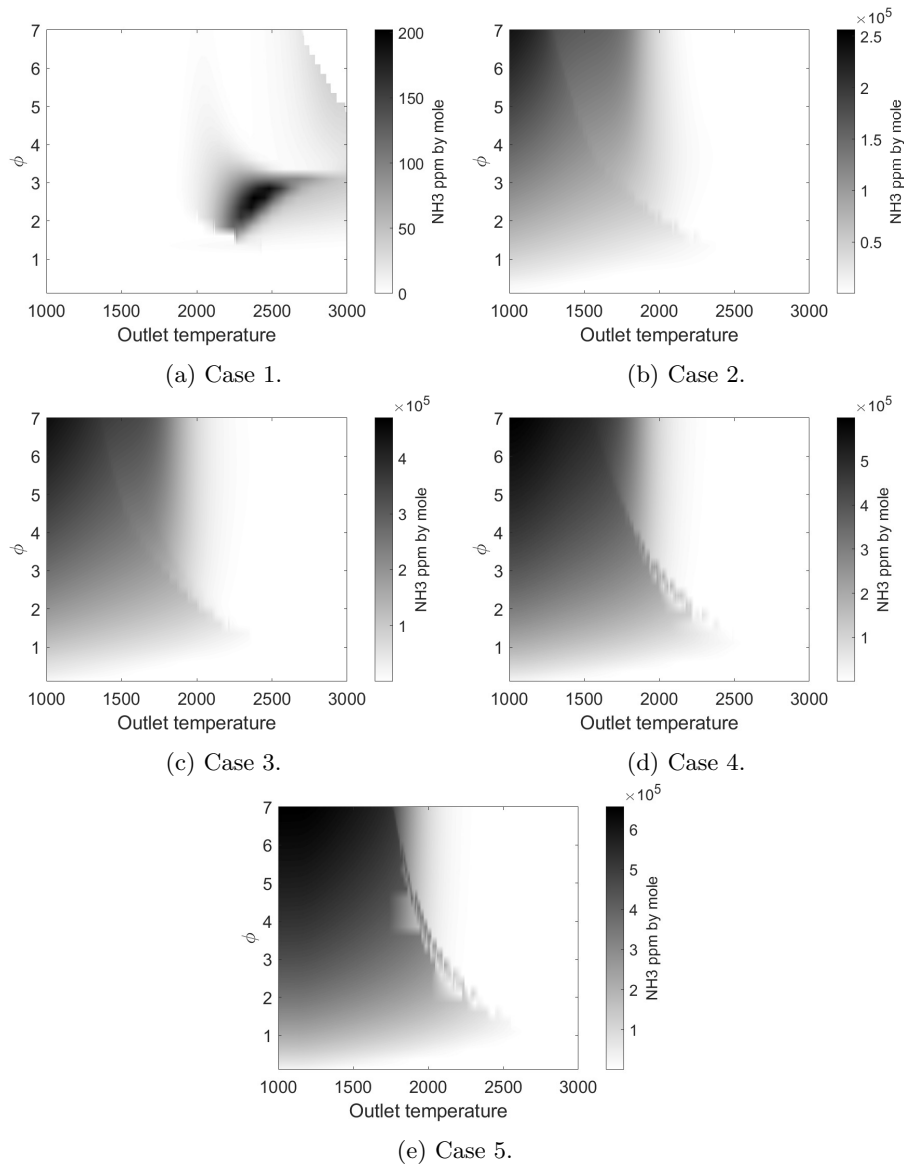 7
6
5
4
3
2
1
ϕ
1000 1500 2000 2500 3000
Outlet temperature
200
150
100
50
0
NH3 ppm by mole
(a) Case 1.
×10^5
7
6
5
4
3
2
1
ϕ
1000 1500 2000 2500 3000
Outlet temperature
2.5
2
1.5
1
0.5
NH3 ppm by mole
(b) Case 2.
×10^5
7
6
5
4
3
2
1
ϕ
1000 1500 2000 2500 3000
Outlet temperature
4
3
2
1
NH3 ppm by mole
(c) Case 3.
×10^5
7
6
5
4
3
2
1
ϕ
1000 1500 2000 2500 3000
Outlet temperature
5
4
3
2
1
NH3 ppm by mole
(d) Case 4.
×10^5
7
6
5
4
3
2
1
ϕ
1000 1500 2000 2500 3000
Outlet temperature
6
5
4
3
2
1
NH3 ppm by mole
(e) Case 5.